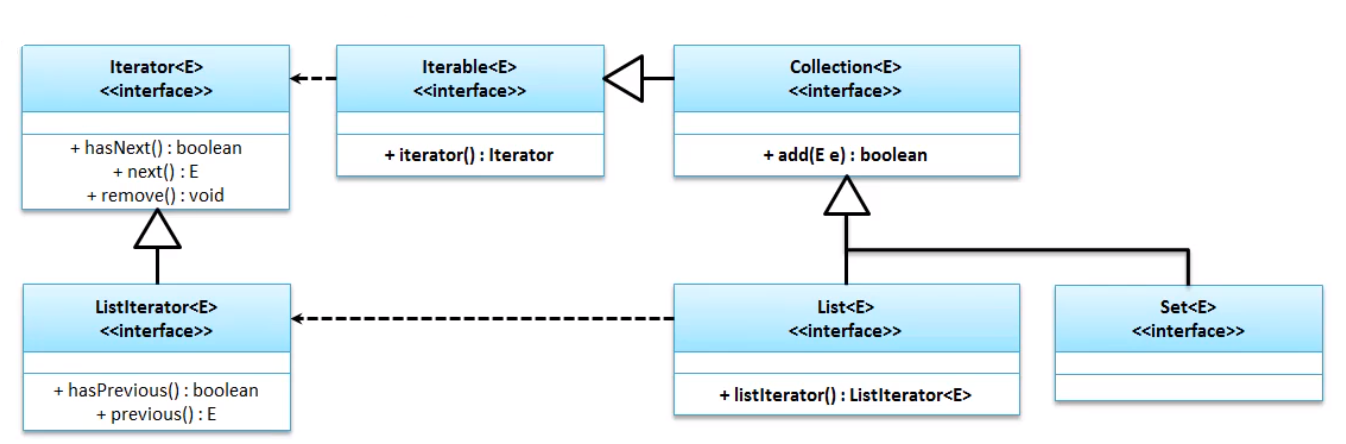 Iterator<E>
<<interface>>
+ hasNext() : boolean
+ next() : E
+ remove() : void
Iterable<E>
<<interface>>
+ iterator() : Iterator
Collection<E>
<<interface>>
+ add(E e) : boolean
ListIterator<E>
<<interface>>
+ hasPrevious() : boolean
+ previous() : E
List<E>
<<interface>>
+ listIterator() : ListIterator<E>
Set<E>
<<interface>>